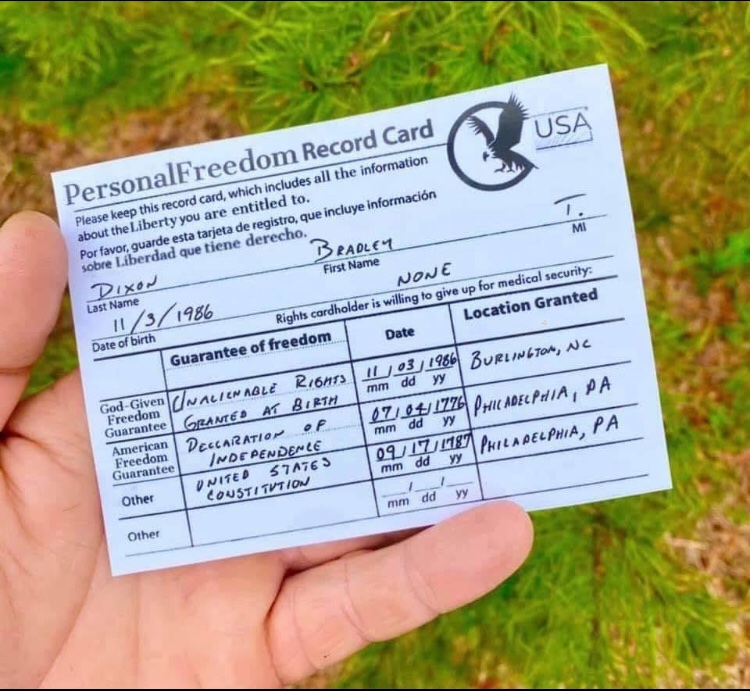 PersonalFreedom Record Card
USA
Please keep this record card, which includes all the information
about the Liberty you are entitled to.
Por favor, guarde esta tarjeta de registro, que incluye información
sobre Liberdad que tiene derecho.
DIXON BRADLEY T.
Last Name First Name MI
11/3/1986 NONE
Date of birth Rights cardholder is willing to give up for medical security:
Guarantee of freedom Date Location Granted
God-Given
Freedom
Guarantee
UNALIENABLE RIGHTS
GRANTED AT BIRTH
11/03/1986
mm dd yy
BURLINGTON, NC
American
Freedom
Guarantee
DECLARATION OF
INDEPENDENCE
07/04/1776
mm dd yy
PHILADELPHIA, PA
Other
UNITED STATES
CONSTITUTION
09/17/1787
mm dd yy
PHILADELPHIA, PA
Other
__/__/__
mm dd yy